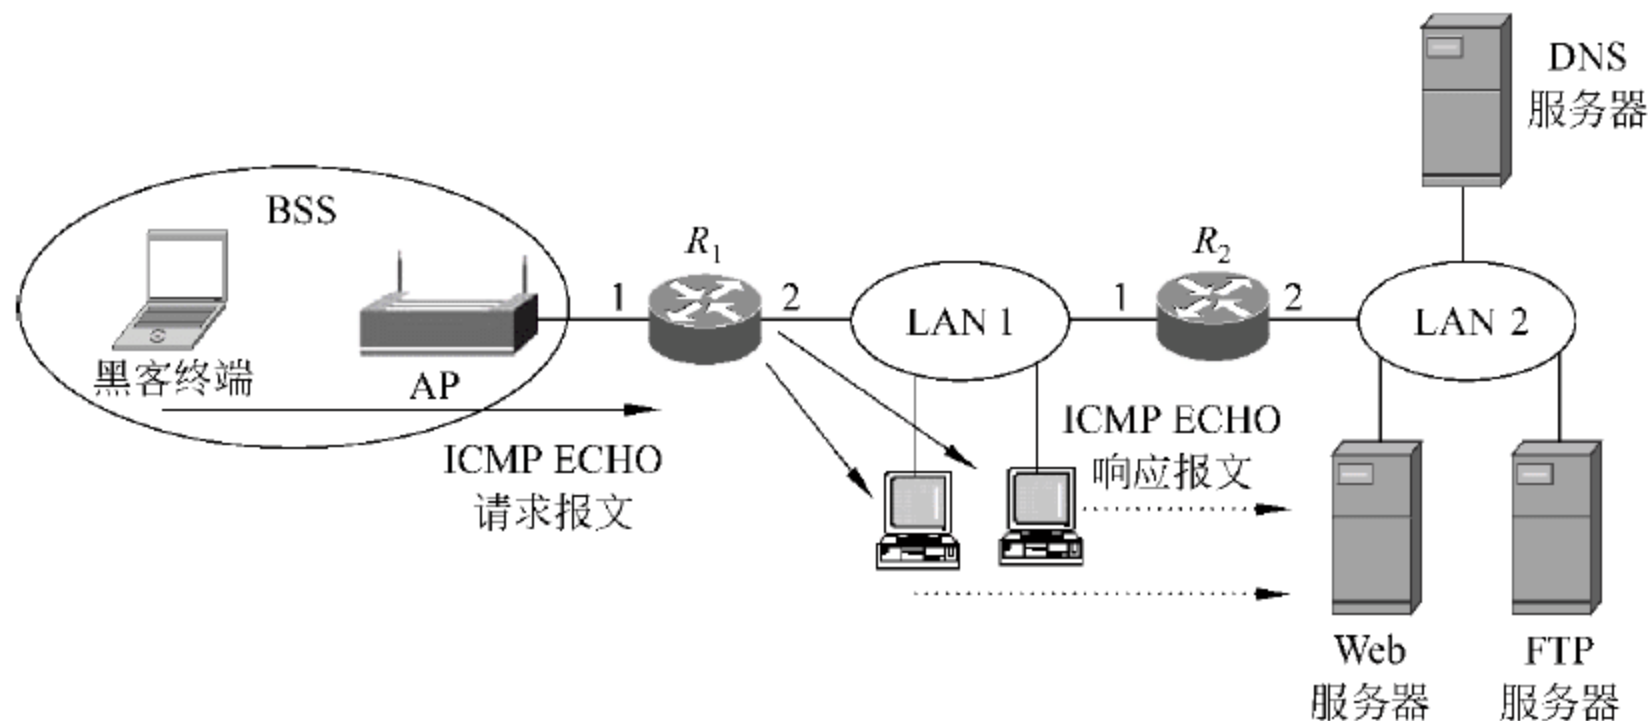 DNS
服务器
BSS
黑客终端
AP
1
R1
2
LAN 1
1
R2
2
LAN 2
ICMP ECHO
请求报文
ICMP ECHO
响应报文
Web
服务器
FTP
服务器